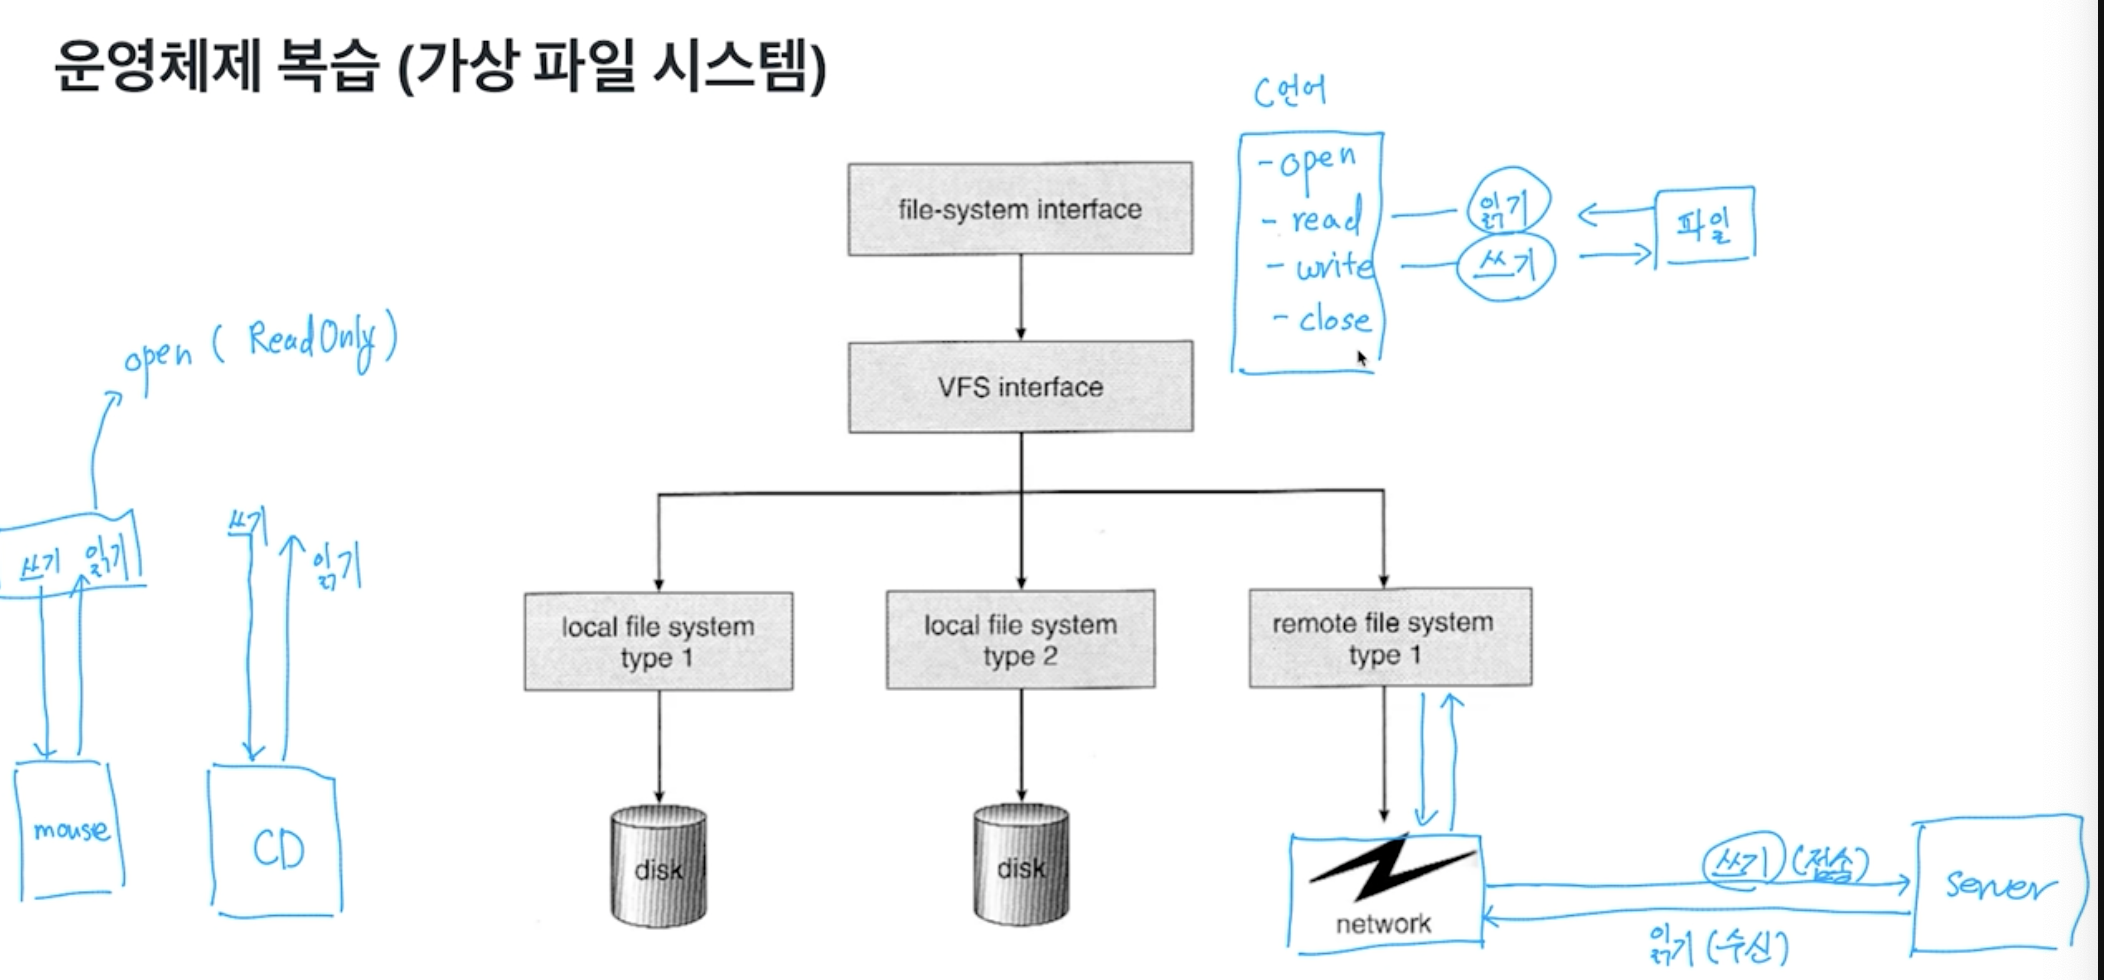 운영체제 복습 (가상 파일 시스템)
C언어
file-system interface
- open
- read
읽기
파일
- write
쓰기
- close
open ( ReadOnly )
VFS interface
쓰기 읽기
쓰기
읽기
local file system
type 1
local file system
type 2
remote file system
type 1
mouse
CD
disk
disk
network
쓰기 (전송)
server
읽기 (수신)